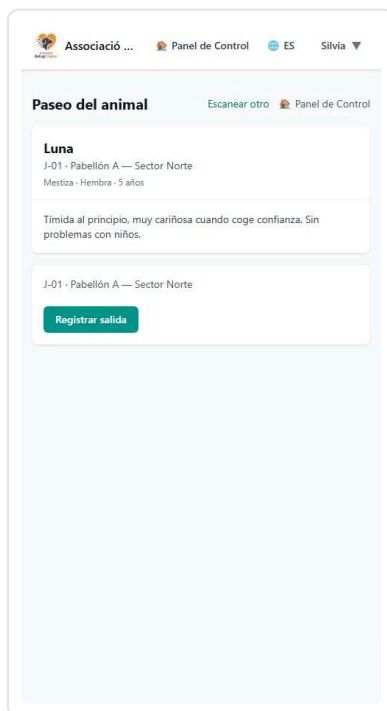 Associació ... Panel de Control ES Silvia ▼
Paseo del animal Escanear otro Panel de Control
Luna
J-01 · Pabellón A — Sector Norte
Mestiza · Hembra · 5 años
Tímida al principio, muy cariñosa cuando coge confianza. Sin
problemas con niños.
J-01 · Pabellón A — Sector Norte
Registrar salida